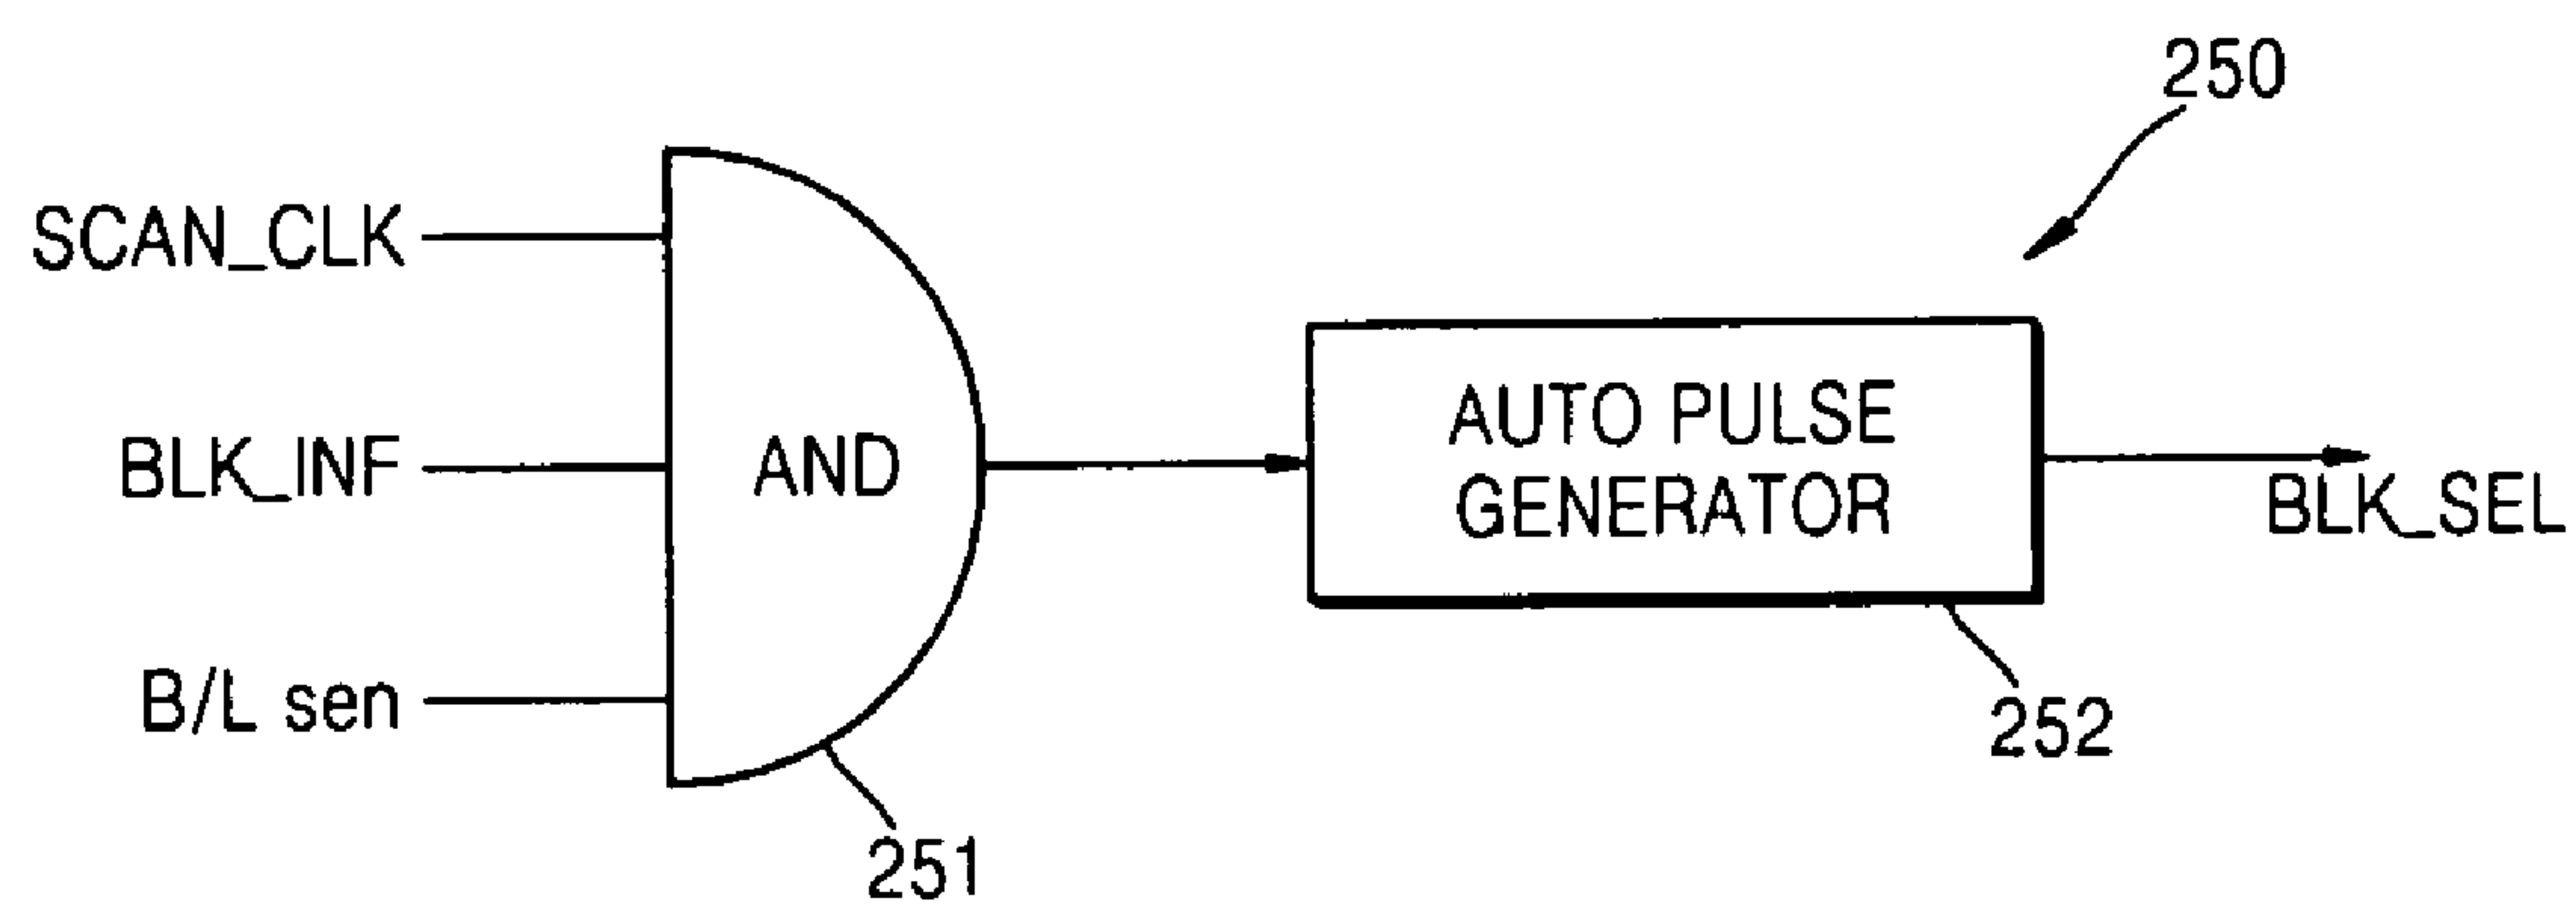 250
SCAN_CLK
BLK_INF
B/L sen
AND
AUTO PULSE
GENERATOR
BLK_SEL
252
251